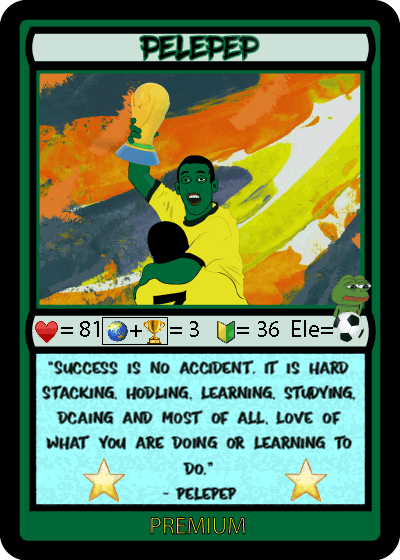 PELEPEP
= 81 + = 3 = 36 Ele=
7
"SUCCESS IS NO ACCIDENT. IT IS HARD
STACKING, HODLING, LEARNING, STUDYING,
DCAING AND MOST OF ALL, LOVE OF
WHAT YOU ARE DOING OR LEARNING TO
DO."
- PELEPEP
PREMIUM